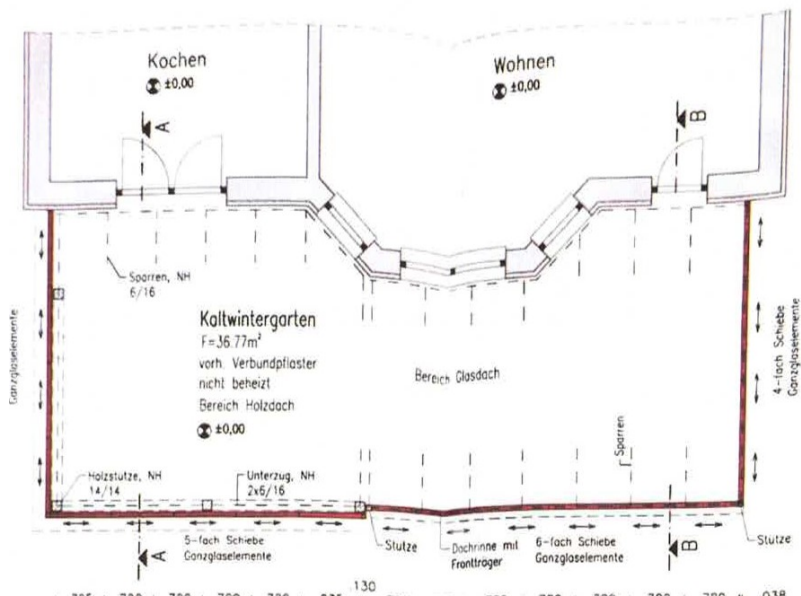 Kochen
±0,00
Wohnen
±0,00
A
B
Sparren, NH
6/16
Kaltwintergarten
F=36.77m²
vorh. Verbundpflaster
nicht beheizt
Bereich Holzdach
±0,00
Bereich Glasdach
Ganzglaselemente
4-fach Schiebe
Ganzglaselemente
Sparren
Holzstütze, NH
14/14
Unterzug, NH
2x6/16
5-fach Schiebe
Ganzglaselemente
Stütze
Dachrinne mit
Frontträger
6-fach Schiebe
Ganzglaselemente
Stütze
A
B
.130